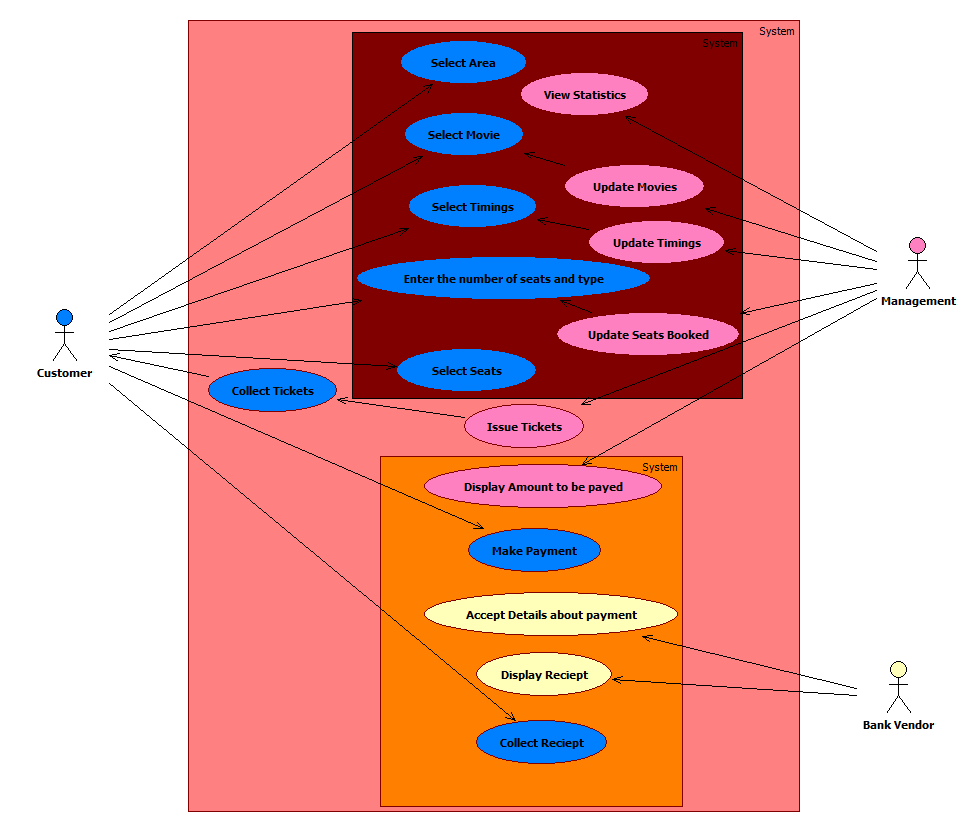 System
System
Select Area
View Statistics
Select Movie
Update Movies
Select Timings
Update Timings
Enter the number of seats and type
Management
Update Seats Booked
Customer
Select Seats
Collect Tickets
Issue Tickets
System
Display Amount to be payed
Make Payment
Accept Details about payment
Display Reciept
Bank Vendor
Collect Reciept